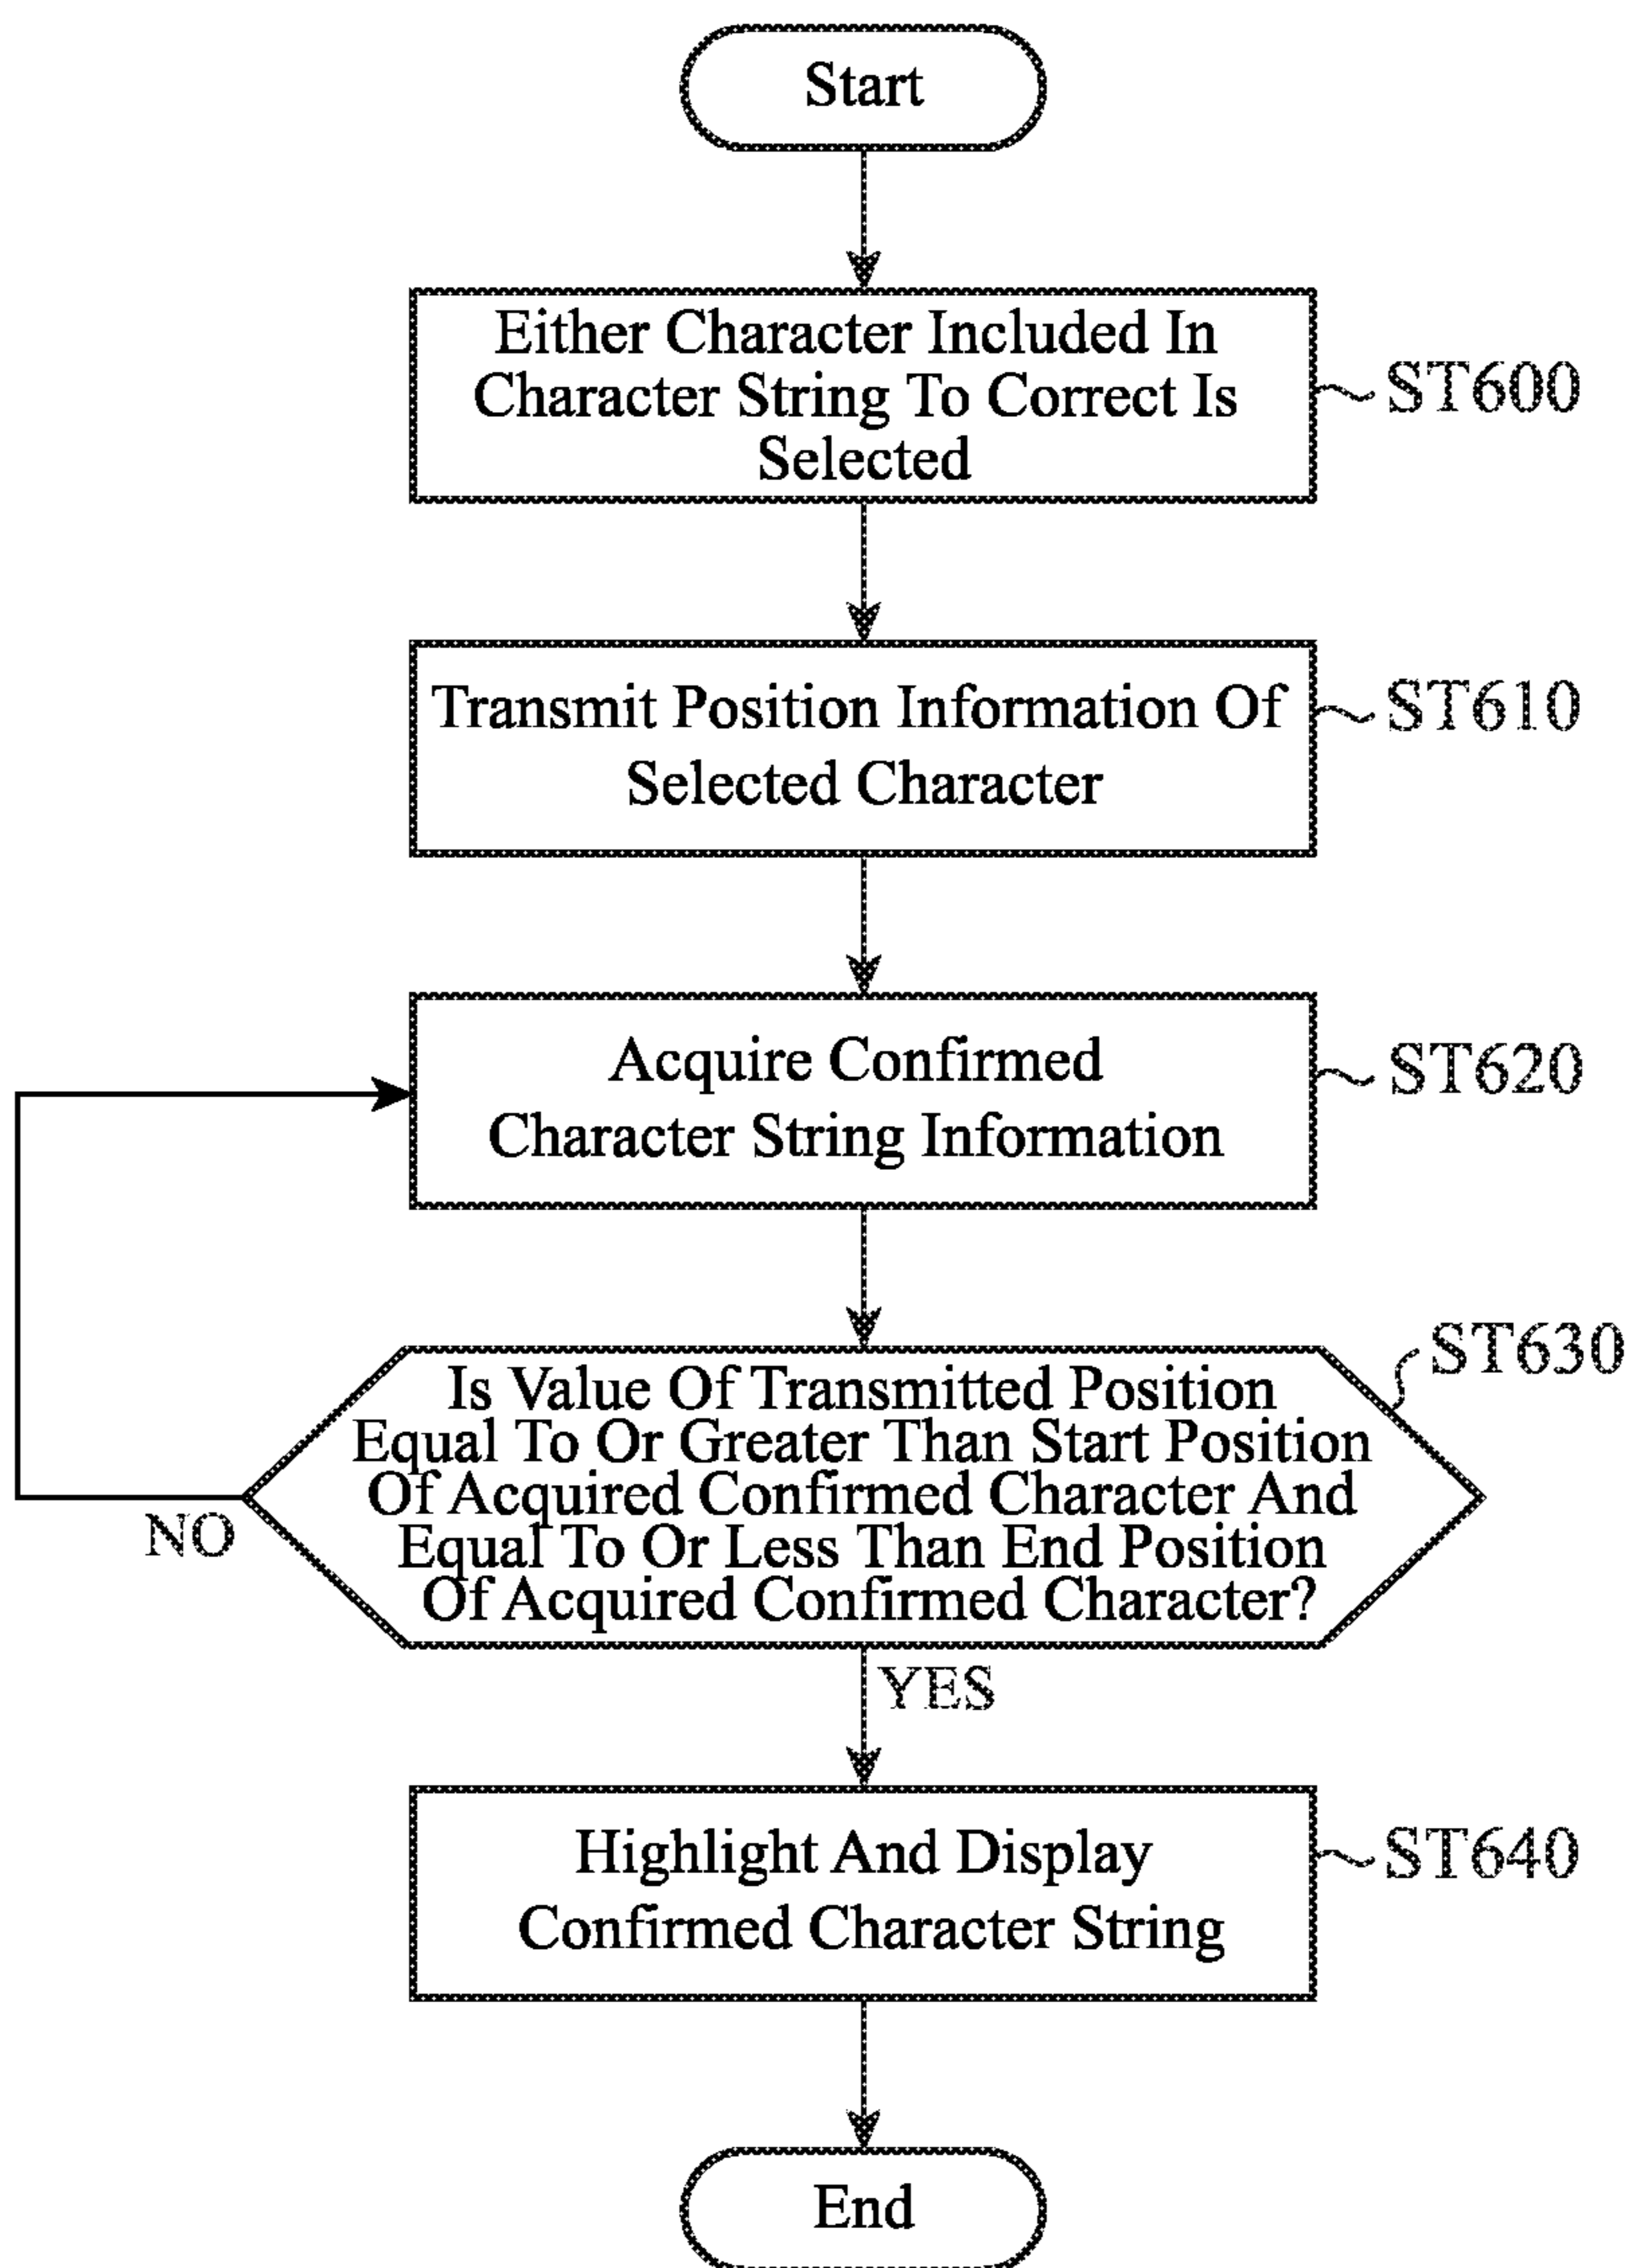 Start
Either Character Included In
Character String To Correct Is
Selected
ST600
Transmit Position Information Of
Selected Character
ST610
Acquire Confirmed
Character String Information
ST620
Is Value Of Transmitted Position
Equal To Or Greater Than Start Position
Of Acquired Confirmed Character And
Equal To Or Less Than End Position
Of Acquired Confirmed Character?
ST630
NO
YES
Highlight And Display
Confirmed Character String
ST640
End